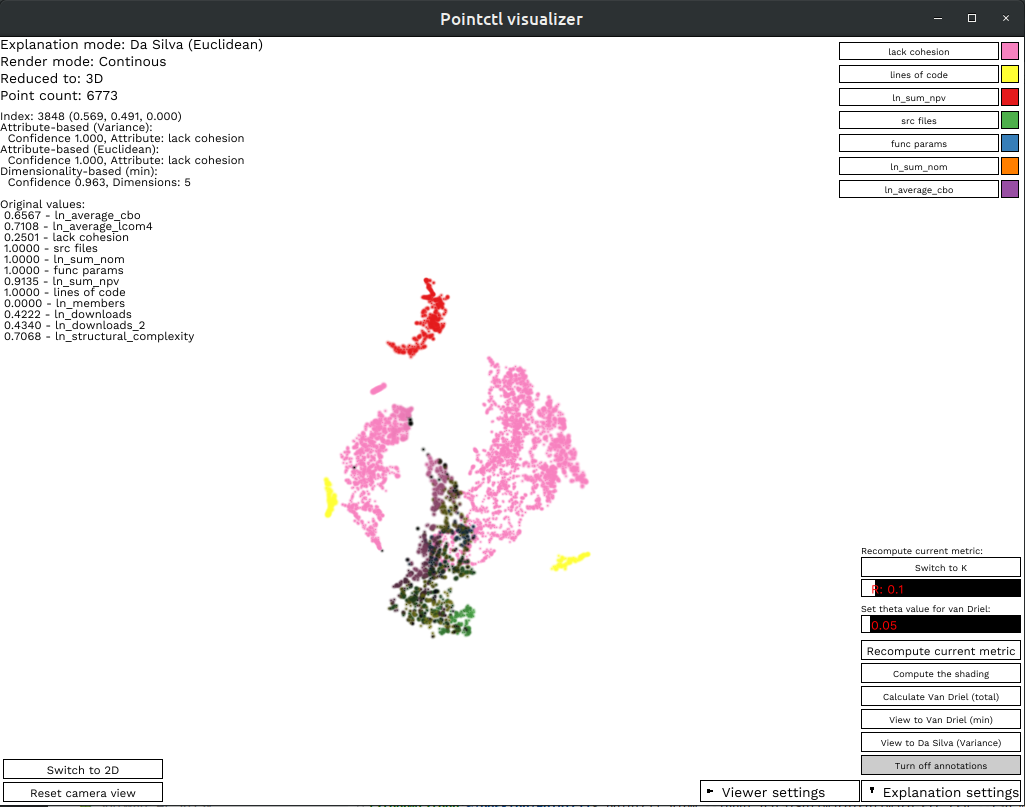 Pointctl visualizer
Explanation mode: Da Silva (Euclidean)
Render mode: Continous
Reduced to: 3D
Point count: 6773
Index: 3848 (0.569, 0.491, 0.000)
Attribute-based (Variance):
Confidence 1.000, Attribute: lack cohesion
Attribute-based (Euclidean):
Confidence 1.000, Attribute: lack cohesion
Dimensionality-based (min):
Confidence 0.963, Dimensions: 5
Original values:
0.6567 - ln_average_cbo
0.7108 - ln_average_lcom4
0.2501 - lack cohesion
1.0000 - src files
1.0000 - ln_sum_nom
1.0000 - func params
0.9135 - ln_sum_npv
1.0000 - lines of code
0.0000 - ln_members
0.4222 - ln_downloads
0.4340 - ln_downloads_2
0.7068 - ln_structural_complexity
lack cohesion
lines of code
ln_sum_npv
src files
func params
ln_sum_nom
ln_average_cbo
Recompute current metric:
Switch to K
R: 0.1
Set theta value for van Driel:
0.05
Recompute current metric
Compute the shading
Calculate Van Driel (total)
View to Van Driel (min)
View to Da Silva (Variance)
Turn off annotations
Switch to 2D
Reset camera view
Viewer settings
Explanation settings